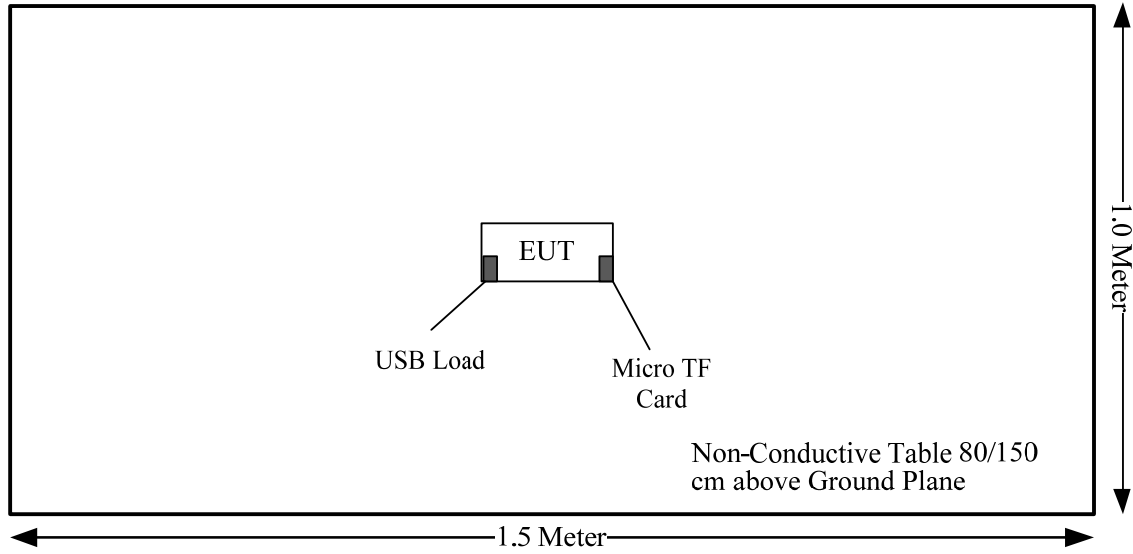 EUT
USB Load
Micro TF
Card
Non-Conductive Table 80/150
cm above Ground Plane
1.5 Meter
1.0 Meter